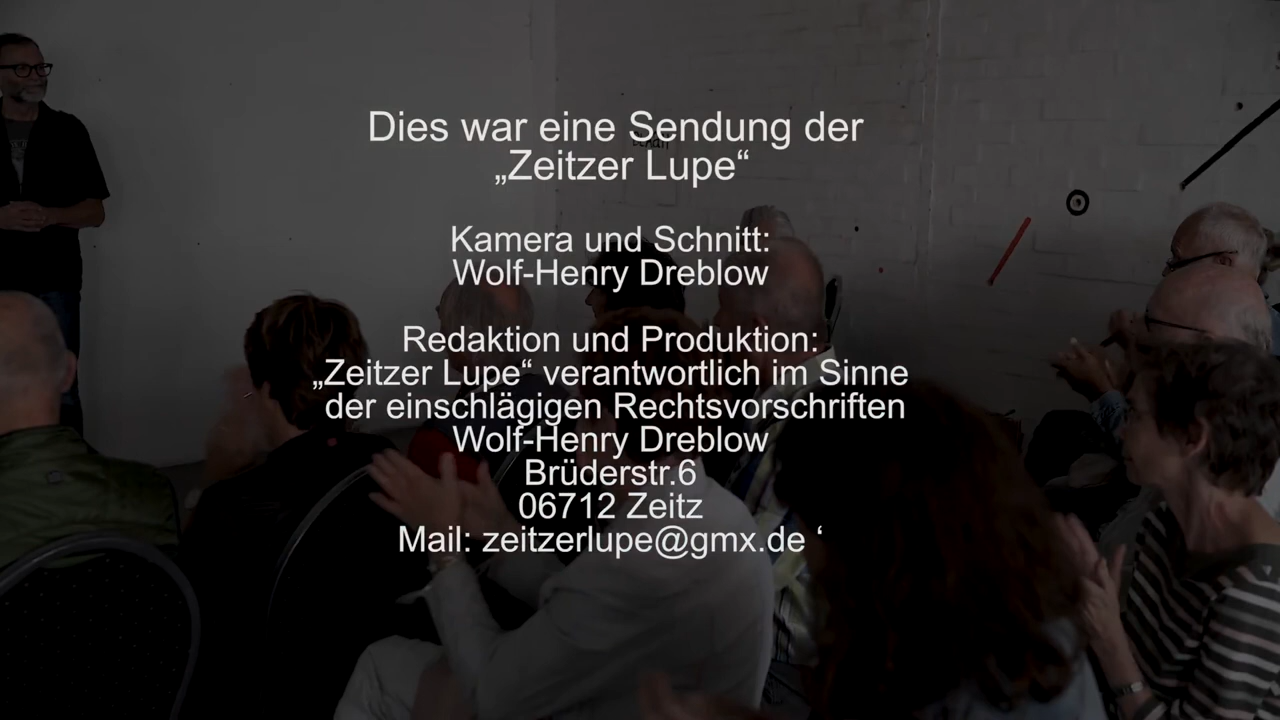 Dies war eine Sendung der
„Zeitzer Lupe“
Kamera und Schnitt:
Wolf-Henry Dreblow
Redaktion und Produktion:
„Zeitzer Lupe“ verantwortlich im Sinne
der einschlägigen Rechtsvorschriften
Wolf-Henry Dreblow
Brüderstr.6
06712 Zeitz
Mail: zeitzerlupe@gmx.de ‘